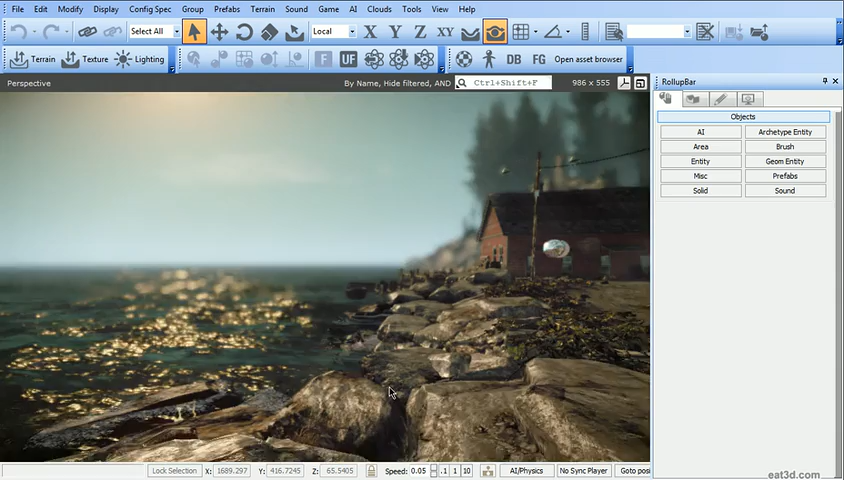 File Edit Modify Display Config Spec Group Prefabs Terrain Sound Game AI Clouds Tools View Help
Select All Local X Y Z XY
Terrain Texture Lighting F UF DB FG Open asset browser
Perspective By Name, Hide filtered, AND Ctrl+Shift+F 986 x 555 RollupBar
Objects
AI Archetype Entity
Area Brush
Entity Geom Entity
Misc Prefabs
Solid Sound
Lock Selection X: 1689.297 Y: 416.7245 Z: 65.5405 Speed: 0.05 .1 1 10 AI/Physics No Sync Player Goto posi
eat3d.com